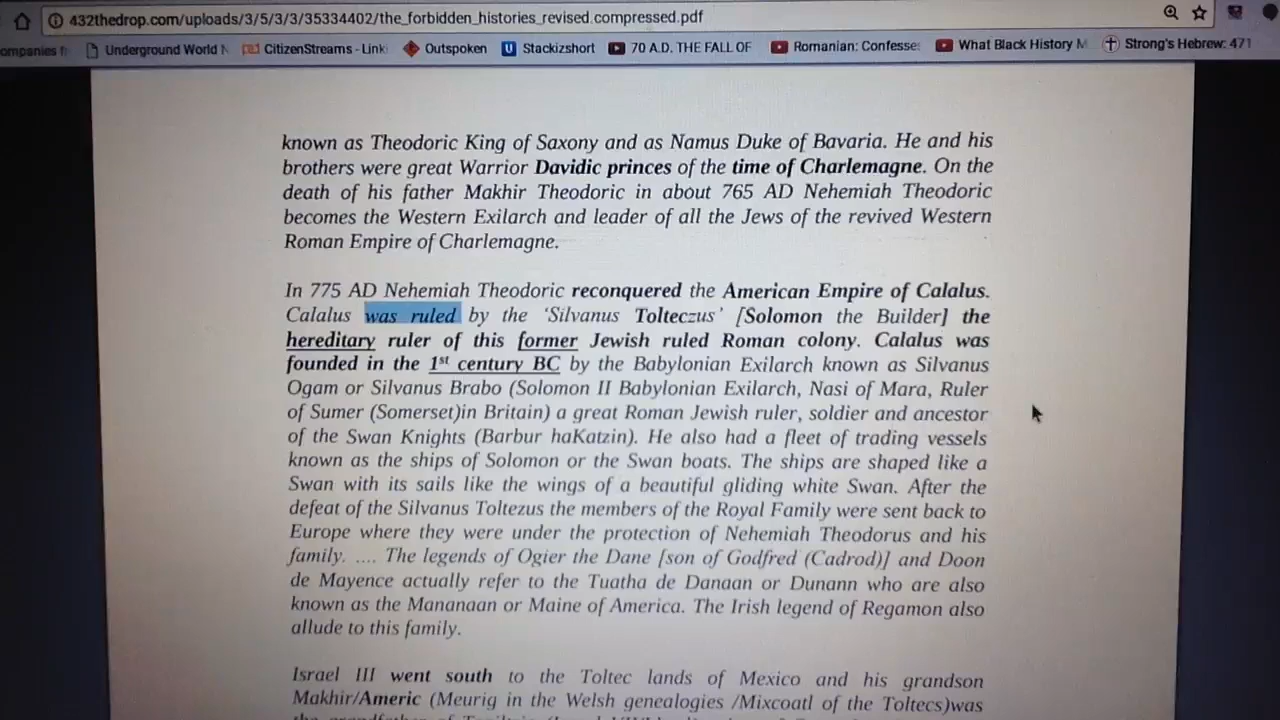 432thedrop.com/uploads/3/5/3/3/35334402/the_forbidden_histories_revised.compressed.pdf
ompanies f Underground World N CitizenStreams - Link Outspoken Stackizshort 70 A.D. THE FALL OF Romanian: Confesse What Black History M Strong's Hebrew: 471
known as Theodoric King of Saxony and as Namus Duke of Bavaria. He and his
brothers were great Warrior Davidic princes of the time of Charlemagne. On the
death of his father Makhir Theodoric in about 765 AD Nehemiah Theodoric
becomes the Western Exilarch and leader of all the Jews of the revived Western
Roman Empire of Charlemagne.
In 775 AD Nehemiah Theodoric reconquered the American Empire of Calalus.
Calalus was ruled by the 'Silvanus Tolteczus' [Solomon the Builder] the
hereditary ruler of this former Jewish ruled Roman colony. Calalus was
founded in the 1st century BC by the Babylonian Exilarch known as Silvanus
Ogam or Silvanus Brabo (Solomon II Babylonian Exilarch, Nasi of Mara, Ruler
of Sumer (Somerset)in Britain) a great Roman Jewish ruler, soldier and ancestor
of the Swan Knights (Barbur haKatzin). He also had a fleet of trading vessels
known as the ships of Solomon or the Swan boats. The ships are shaped like a
Swan with its sails like the wings of a beautiful gliding white Swan. After the
defeat of the Silvanus Toltezus the members of the Royal Family were sent back to
Europe where they were under the protection of Nehemiah Theodorus and his
family. .... The legends of Ogier the Dane [son of Godfred (Cadrod)] and Doon
de Mayence actually refer to the Tuatha de Danaan or Dunann who are also
known as the Mananaan or Maine of America. The Irish legend of Regamon also
allude to this family.
Israel III went south to the Toltec lands of Mexico and his grandson
Makhir/Americ (Meurig in the Welsh genealogies /Mixcoatl of the Toltecs)was